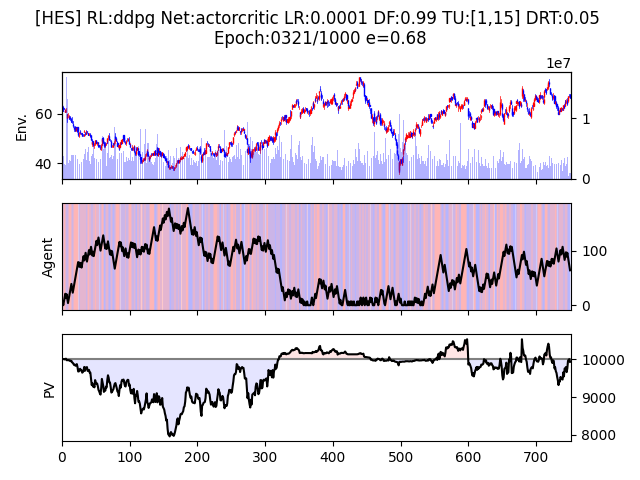 [HES] RL:ddpg Net:actorcritic LR:0.0001 DF:0.99 TU:[1,15] DRT:0.05
Epoch:0321/1000 e=0.68
1e7
Env.
60
40
1
0
Agent
100
0
PV
10000
9000
8000
0 100 200 300 400 500 600 700